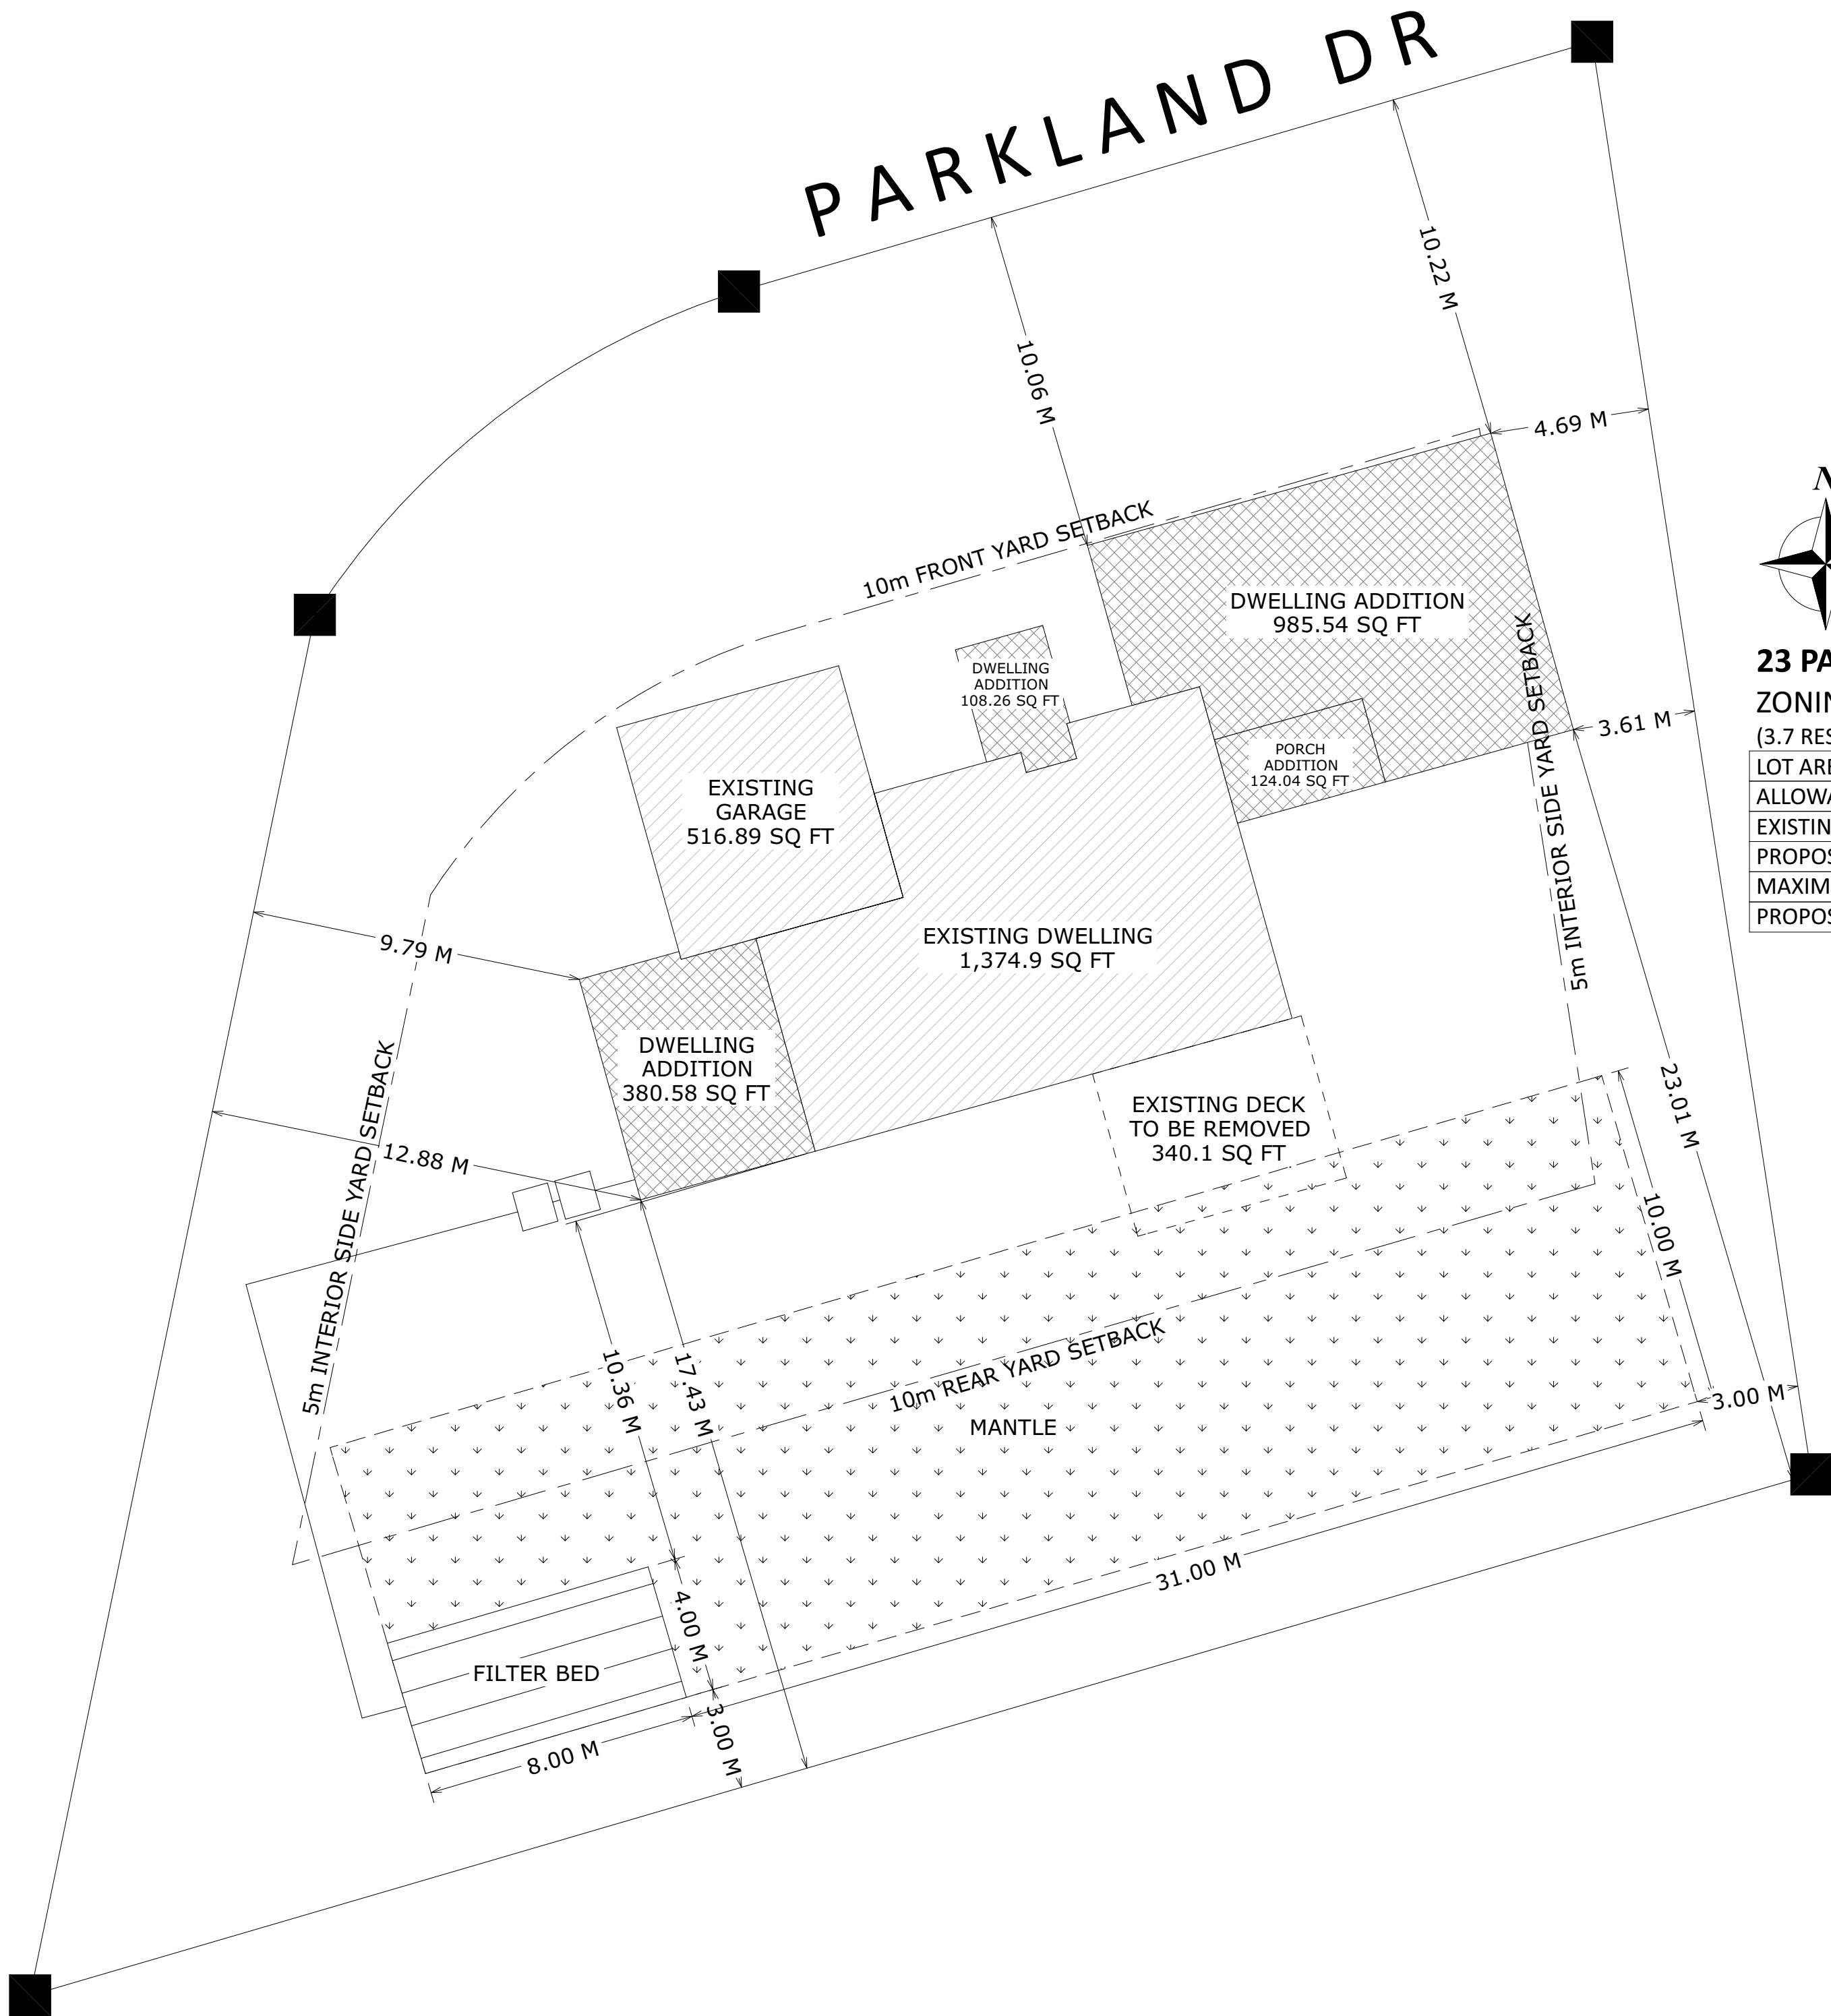 PARKLAND DR
10.22 M
10.06 M
4.69 M
N
10m FRONT YARD SETBACK
DWELLING ADDITION
985.54 SQ FT
DWELLING
ADDITION
108.26 SQ FT
5m INTERIOR SIDE YARD SETBACK
3.61 M
PORCH
ADDITION
124.04 SQ FT
23 PA
ZONIN
(3.7 RES
LOT ARE
ALLOWA
EXISTIN
PROPOS
MAXIM
PROPOS
EXISTING
GARAGE
516.89 SQ FT
9.79 M
EXISTING DWELLING
1,374.9 SQ FT
DWELLING
ADDITION
380.58 SQ FT
EXISTING DECK
TO BE REMOVED
340.1 SQ FT
23.01 M
12.88 M
5m INTERIOR SIDE YARD SETBACK
10.00 M
10.36 M
17.43 M
10m REAR YARD SETBACK
MANTLE
3.00 M
31.00 M
4.00 M
FILTER BED
3.00 M
8.00 M